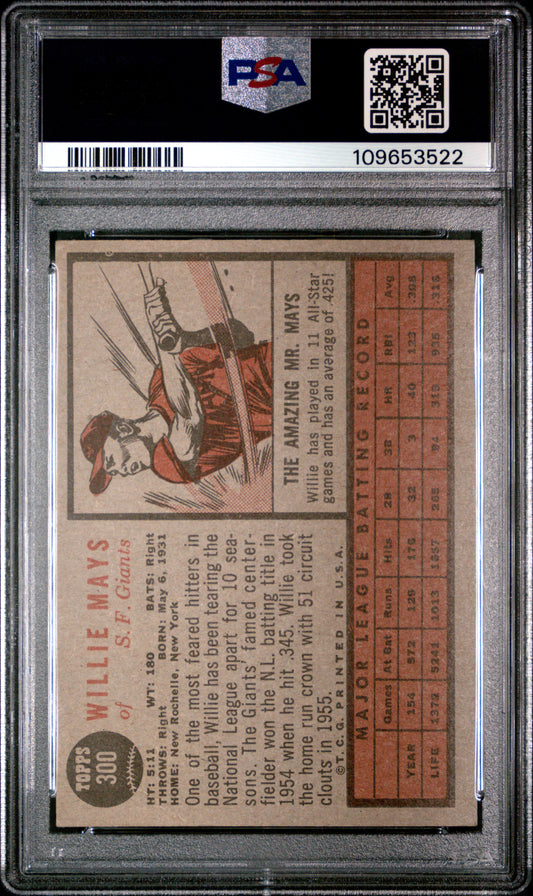 PSA
109653522
TOPPS
300
WILLIE MAYS
of
S. F. Giants
HT: 5:11 WT: 180 BATS: Right
THROWS: Right BORN: May 6, 1931
HOME: New Rochelle, New York
One of the most feared hitters in
baseball, Willie has been tearing the
National League apart for 10 sea-
sons. The Giants' famed center-
fielder won the N.L. batting title in
1954 when he hit .345. Willie took
the home run crown with 51 circuit
clouts in 1955.
©T. C. G. PRINTED IN U.S.A.
THE AMAZING MR. MAYS
Willie has played in 11 All-Star
games and has an average of .425!
MAJOR LEAGUE BATTING RECORD
Games At Bat Runs Hits 2B 3B HR RBI Avg
YEAR 154 572 129 176 32 3 40 123 .308
LIFE 1379 5241 1013 1657 265 94 319 935 .316